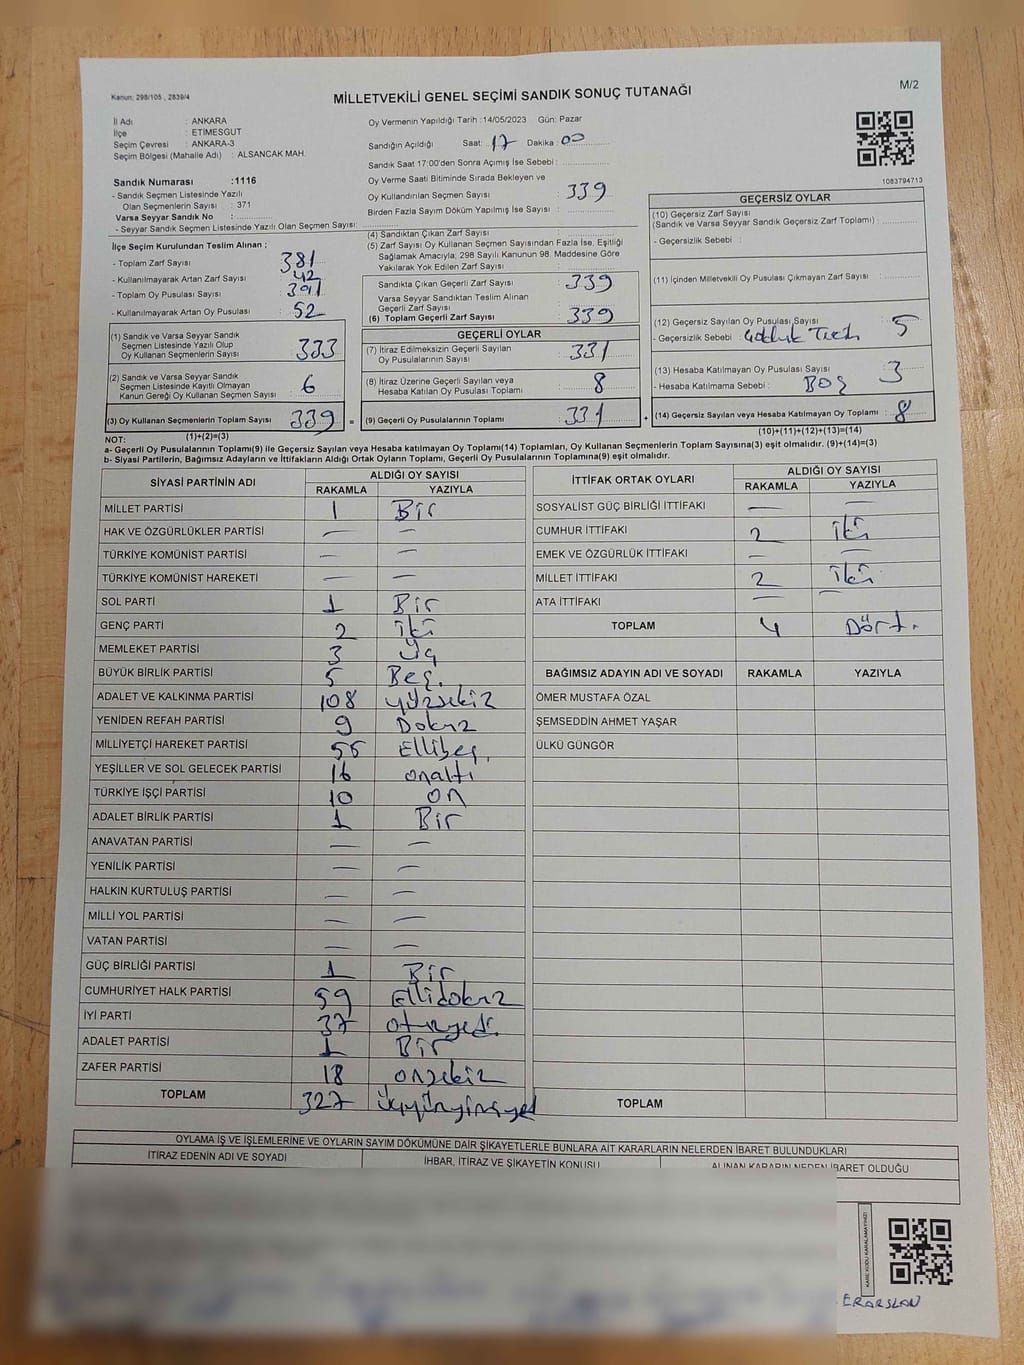 Kanun; 298/105 , 2839/4
MİLLETVEKİLİ GENEL SEÇİMİ SANDIK SONUÇ TUTANAĞI
M/2
İl Adı : ANKARA
İlçe : ETİMESGUT
Seçim Çevresi : ANKARA-3
Seçim Bölgesi (Mahalle Adı) : ALSANCAK MAH.
Oy Vermenin Yapıldığı Tarih :14/05/2023 Gün: Pazar
Sandığın Açıldığı Saat: 17 Dakika : 00
Sandık Saat 17:00'den Sonra Açımış İse Sebebi :
Oy Verme Saati Bitiminde Sırada Bekleyen ve
Oy Kullandırılan Seçmen Sayısı 339
Birden Fazla Sayım Döküm Yapılmış İse Sayısı :
1083794713
Sandık Numarası :1116
- Sandık Seçmen Listesinde Yazılı
Olan Seçmenlerin Sayısı : 371
Varsa Seyyar Sandık No :
- Seyyar Sandık Seçmen Listesinde Yazılı Olan Seçmen Sayısı:
İlçe Seçim Kurulundan Teslim Alınan ;
- Toplam Zarf Sayısı : 381
- Kullanılmayarak Artan Zarf Sayısı : 42
- Toplam Oy Pusulası Sayısı : 391
- Kullanılmayarak Artan Oy Pusulası : 52
(1) Sandık ve Varsa Seyyar Sandık
Seçmen Listesinde Yazılı Olup
Oy Kullanan Seçmenlerin Sayısı : 333
(2) Sandık ve Varsa Seyyar Sandık
Seçmen Listesinde Kayıtlı Olmayan
Kanun Gereği Oy Kullanan Seçmen Sayısı : 6
(3) Oy Kullanan Seçmenlerin Toplam Sayısı : 339 =
(1)+(2)=(3)
(4) Sandıktan Çıkan Zarf Sayısı :
(5) Zarf Sayısı Oy Kullanan Seçmen Sayısından Fazla İse, Eşitliği
Sağlamak Amacıyla; 298 Sayılı Kanunun 98. Maddesine Göre
Yakılarak Yok Edilen Zarf Sayısı :
Sandıkta Çıkan Geçerli Zarf Sayısı : 339
Varsa Seyyar Sandıktan Teslim Alınan
Geçerli Zarf Sayısı :
(6) Toplam Geçerli Zarf Sayısı : 339
GEÇERLİ OYLAR
(7) İtiraz Edilmeksizin Geçerli Sayılan
Oy Pusulalarının Sayısı : 331
(8) İtiraz Üzerine Geçerli Sayılan veya
Hesaba Katılan Oy Pusulası Toplamı : 8
(9) Geçerli Oy Pusulalarının Toplamı : 331 +
GEÇERSİZ OYLAR
(10) Geçersiz Zarf Sayısı
(Sandık ve Varsa Seyyar Sandık Geçersiz Zarf Toplamı) :
- Geçersizlik Sebebi :
(11) İçinden Milletvekili Oy Pusulası Çıkmayan Zarf Sayısı :
(12) Geçersiz Sayılan Oy Pusulası Sayısı : 5
- Geçersizlik Sebebi :
(13) Hesaba Katılmayan Oy Pusulası Sayısı : 3
- Hesaba Katılmama Sebebi : BOŞ
(14) Geçersiz Sayılan veya Hesaba Katılmayan Oy Toplamı : 8
(10)+(11)+(12)+(13)=(14)
NOT:
a- Geçerli Oy Pusulalarının Toplamı(9) ile Geçersiz Sayılan veya Hesaba katılmayan Oy Toplamı(14) Toplamları, Oy Kullanan Seçmenlerin Toplam Sayısına(3) eşit olmalıdır. (9)+(14)=(3)
b- Siyasi Partilerin, Bağımsız Adayların ve İttifakların Aldığı Ortak Oyların Toplamı, Geçerli Oy Pusulalarının Toplamına(9) eşit olmalıdır.
SİYASİ PARTİNİN ADI ALDIĞI OY SAYISI
RAKAMLA YAZIYLA
MİLLET PARTİSİ 1 Bir
HAK VE ÖZGÜRLÜKLER PARTİSİ — —
TÜRKİYE KOMÜNİST PARTİSİ — —
TÜRKİYE KOMÜNİST HAREKETİ — —
SOL PARTİ 1 Bir
GENÇ PARTİ 2 iki
MEMLEKET PARTİSİ 3 Üç
BÜYÜK BİRLİK PARTİSİ 5 Beş.
ADALET VE KALKINMA PARTİSİ 108 yüzsekiz
YENİDEN REFAH PARTİSİ 9 Dokuz
MİLLİYETÇİ HAREKET PARTİSİ 55 Ellibeş.
YEŞİLLER VE SOL GELECEK PARTİSİ 16 onaltı
TÜRKİYE İŞÇİ PARTİSİ 10 on
ADALET BİRLİK PARTİSİ 1 Bir
ANAVATAN PARTİSİ — —
YENİLİK PARTİSİ — —
HALKIN KURTULUŞ PARTİSİ — —
MİLLİ YOL PARTİSİ — —
VATAN PARTİSİ — —
GÜÇ BİRLİĞİ PARTİSİ 1 Bir
CUMHURİYET HALK PARTİSİ 59 Ellidokuz
İYİ PARTİ 37 otuzyedi
ADALET PARTİSİ 1 Bir
ZAFER PARTİSİ 18 onsekiz
TOPLAM 327 üçyüzyirmiyedi
İTTİFAK ORTAK OYLARI ALDIĞI OY SAYISI
RAKAMLA YAZIYLA
SOSYALİST GÜÇ BİRLİĞİ İTTİFAKI — —
CUMHUR İTTİFAKI 2 iki
EMEK VE ÖZGÜRLÜK İTTİFAKI — —
MİLLET İTTİFAKI 2 iki
ATA İTTİFAKI — —
TOPLAM 4 Dört.
BAĞIMSIZ ADAYIN ADI VE SOYADI RAKAMLA YAZIYLA
ÖMER MUSTAFA ÖZAL
ŞEMSEDDİN AHMET YAŞAR
ÜLKÜ GÜNGÖR
TOPLAM
OYLAMA İŞ VE İŞLEMLERİNE VE OYLARIN SAYIM DÖKÜMÜNE DAİR ŞİKAYETLERLE BUNLARA AİT KARARLARIN NELERDEN İBARET BULUNDUKLARI
İTİRAZ EDENİN ADI VE SOYADI İHBAR, İTİRAZ VE ŞİKAYETİN KONUSU ALINAN KARARIN NEDEN İBARET OLDUĞU
KARE KODU KARALAMAYINIZ!
ERARSLAN